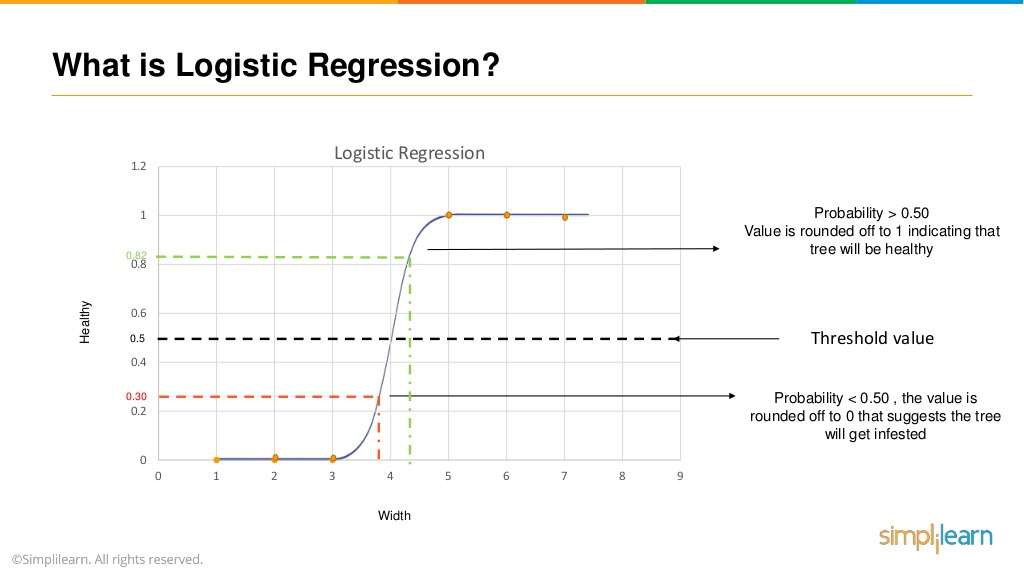 What is Logistic Regression?
Logistic Regression
1.2
1
0.82
0.8
0.6
0.5
0.4
0.30
0.2
0
Healthy
0 1 2 3 4 5 6 7 8 9
Width
Probability > 0.50
Value is rounded off to 1 indicating that
tree will be healthy
Threshold value
Probability < 0.50 , the value is
rounded off to 0 that suggests the tree
will get infested
simplilearn
©Simplilearn. All rights reserved.